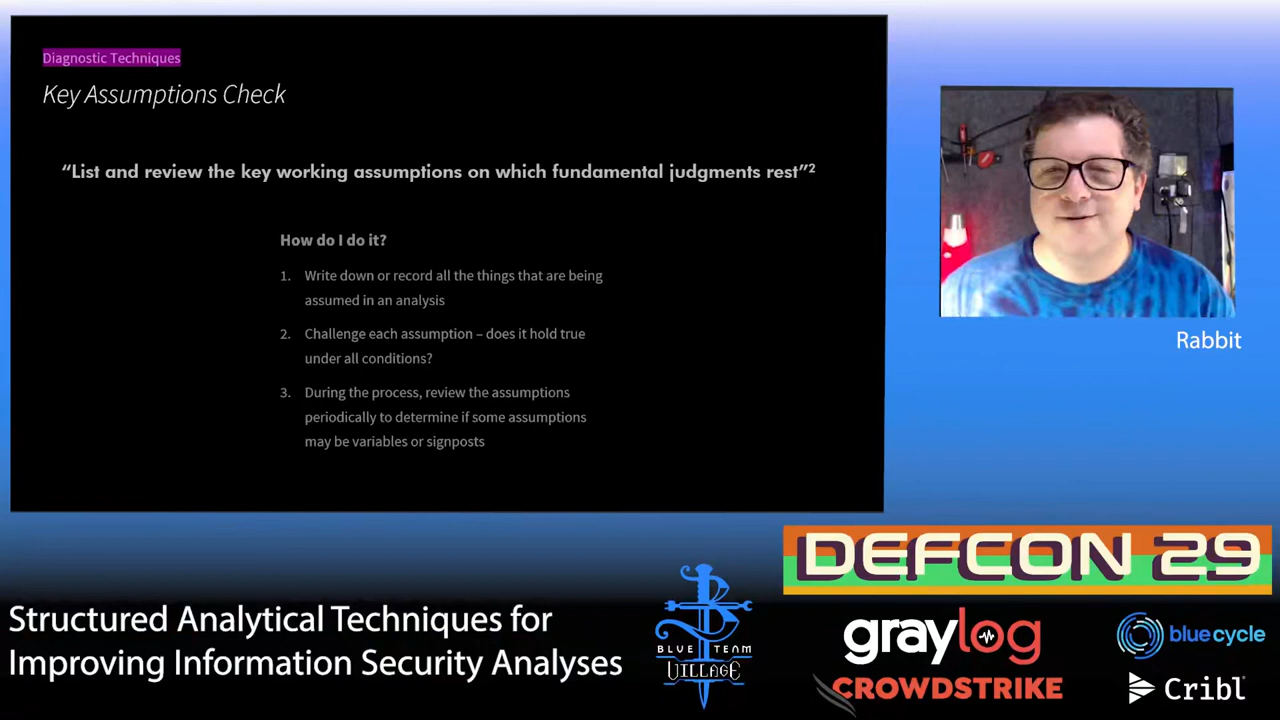 Diagnostic Techniques
Key Assumptions Check
“List and review the key working assumptions on which fundamental judgments rest”2
How do I do it?
1. Write down or record all the things that are being
assumed in an analysis
2. Challenge each assumption – does it hold true
under all conditions?
3. During the process, review the assumptions
periodically to determine if some assumptions
may be variables or signposts
Rabbit
DEFCON 29
Structured Analytical Techniques for
Improving Information Security Analyses
BLUE TEAM
VILLAGE
graylog
blue cycle
CROWDSTRIKE
Cribl